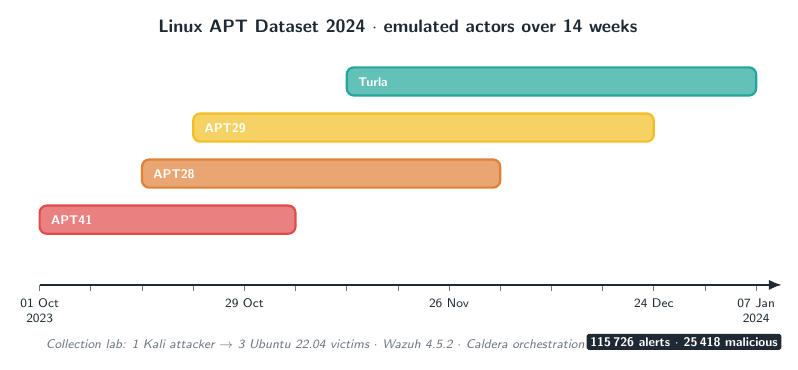 Linux APT Dataset 2024 · emulated actors over 14 weeks
Turla
APT29
APT28
APT41
01 Oct 2023
29 Oct
26 Nov
24 Dec
07 Jan 2024
Collection lab: 1 Kali attacker → 3 Ubuntu 22.04 victims · Wazuh 4.5.2 · Caldera orchestration
115 726 alerts · 25 418 malicious